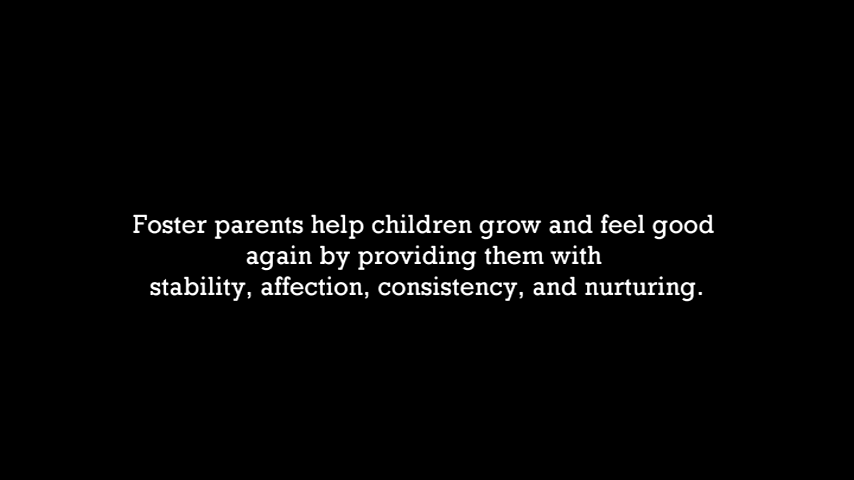 Foster parents help children grow and feel good
again by providing them with
stability, affection, consistency, and nurturing.